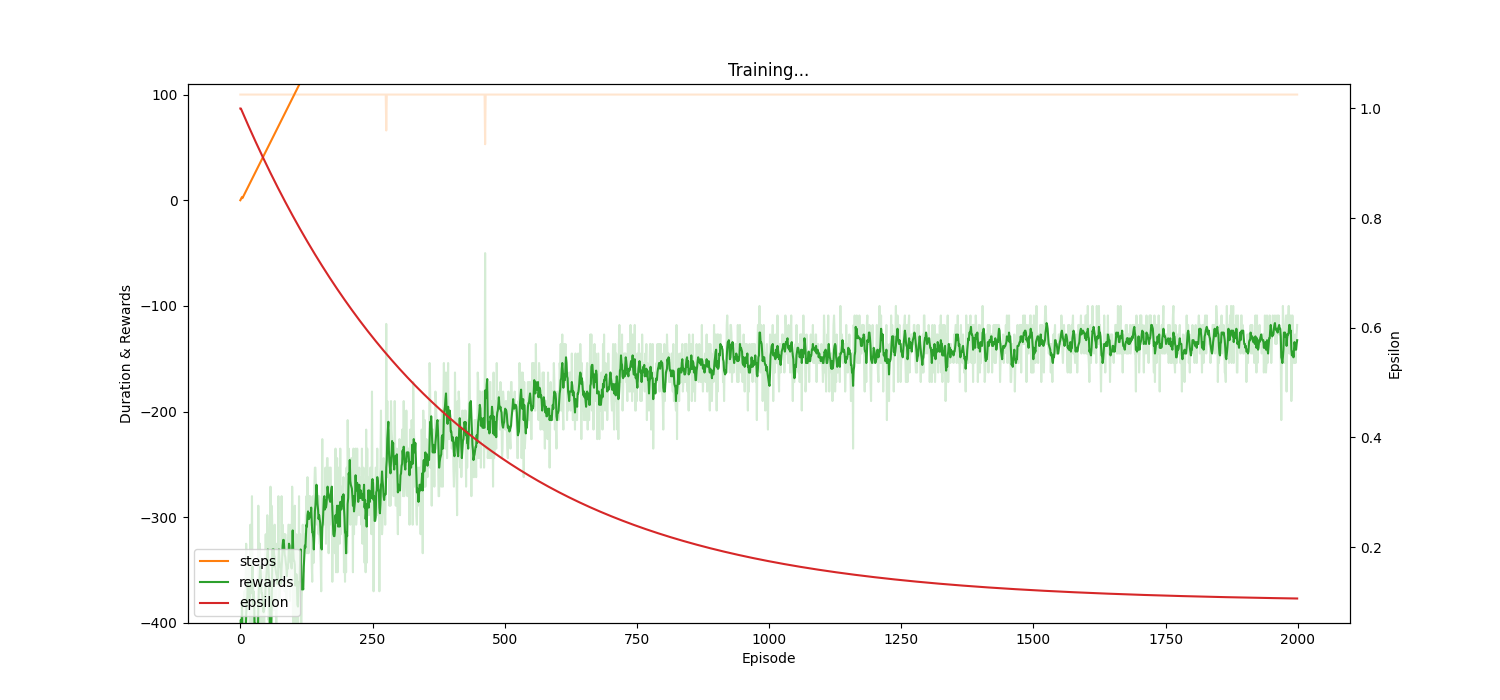 Training...
100
0
−100
−200
−300
−400
Duration & Rewards
1.0
0.8
0.6
0.4
0.2
Epsilon
steps
rewards
epsilon
0 250 500 750 1000 1250 1500 1750 2000
Episode